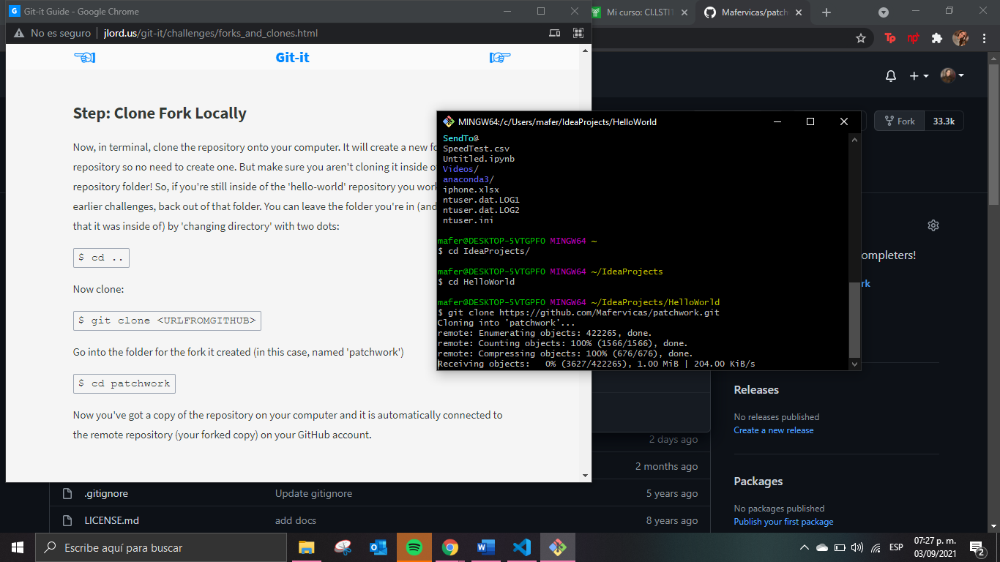 Git-it Guide - Google Chrome
No es seguro | jlord.us/git-it/challenges/forks_and_clones.html
Git-it
Step: Clone Fork Locally
Now, in terminal, clone the repository onto your computer. It will create a new fo
repository so no need to create one. But make sure you aren't cloning it inside o
repository folder! So, if you're still inside of the 'hello-world' repository you wor
earlier challenges, back out of that folder. You can leave the folder you're in (and
that it was inside of) by 'changing directory' with two dots:
$ cd ..
Now clone:
$ git clone <URLFROMGITHUB>
Go into the folder for the fork it created (in this case, named 'patchwork')
$ cd patchwork
Now you've got a copy of the repository on your computer and it is automatically connected to
the remote repository (your forked copy) on your GitHub account.
Mi curso: CI.LSTI
Mafervicas/patch
Tp
Fork 33.3k
MINGW64:/c/Users/mafer/IdeaProjects/HelloWorld
SendTo@
SpeedTest.csv
Untitled.ipynb
Videos/
anaconda3/
iphone.xlsx
ntuser.dat.LOG1
ntuser.dat.LOG2
ntuser.ini
mafer@DESKTOP-5VTGPFO MINGW64 ~
$ cd IdeaProjects/
mafer@DESKTOP-5VTGPFO MINGW64 ~/IdeaProjects
$ cd HelloWorld
mafer@DESKTOP-5VTGPFO MINGW64 ~/IdeaProjects/HelloWorld
$ git clone https://github.com/Mafervicas/patchwork.git
Cloning into 'patchwork'...
remote: Enumerating objects: 422265, done.
remote: Counting objects: 100% (1566/1566), done.
remote: Compressing objects: 100% (676/676), done.
Receiving objects:   0% (3627/422265), 1.00 MiB | 204.00 KiB/s
ompleters!
rk
Releases
No releases published
Create a new release
Packages
No packages published
Publish your first package
2 days ago
2 months ago
.gitignore Update gitignore 5 years ago
LICENSE.md add docs 8 years ago
Escribe aquí para buscar
ESP
07:27 p. m.
03/09/2021
2